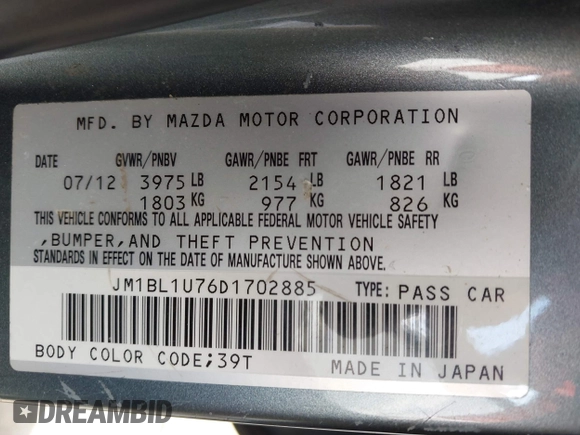 MFD. BY MAZDA MOTOR CORPORATION
DATE GVWR/PNBV GAWR/PNBE FRT GAWR/PNBE RR
07/12 3975 LB 2154 LB 1821 LB
1803 KG 977 KG 826 KG
THIS VEHICLE CONFORMS TO ALL APPLICABLE FEDERAL MOTOR VEHICLE SAFETY
,BUMPER,AND THEFT PREVENTION
STANDARDS IN EFFECT ON THE DATE OF MANUFACTURE SHOWN ABOVE.
JM1BL1U76D1702885 TYPE: PASS CAR
BODY COLOR CODE;39T MADE IN JAPAN
DREAMBID